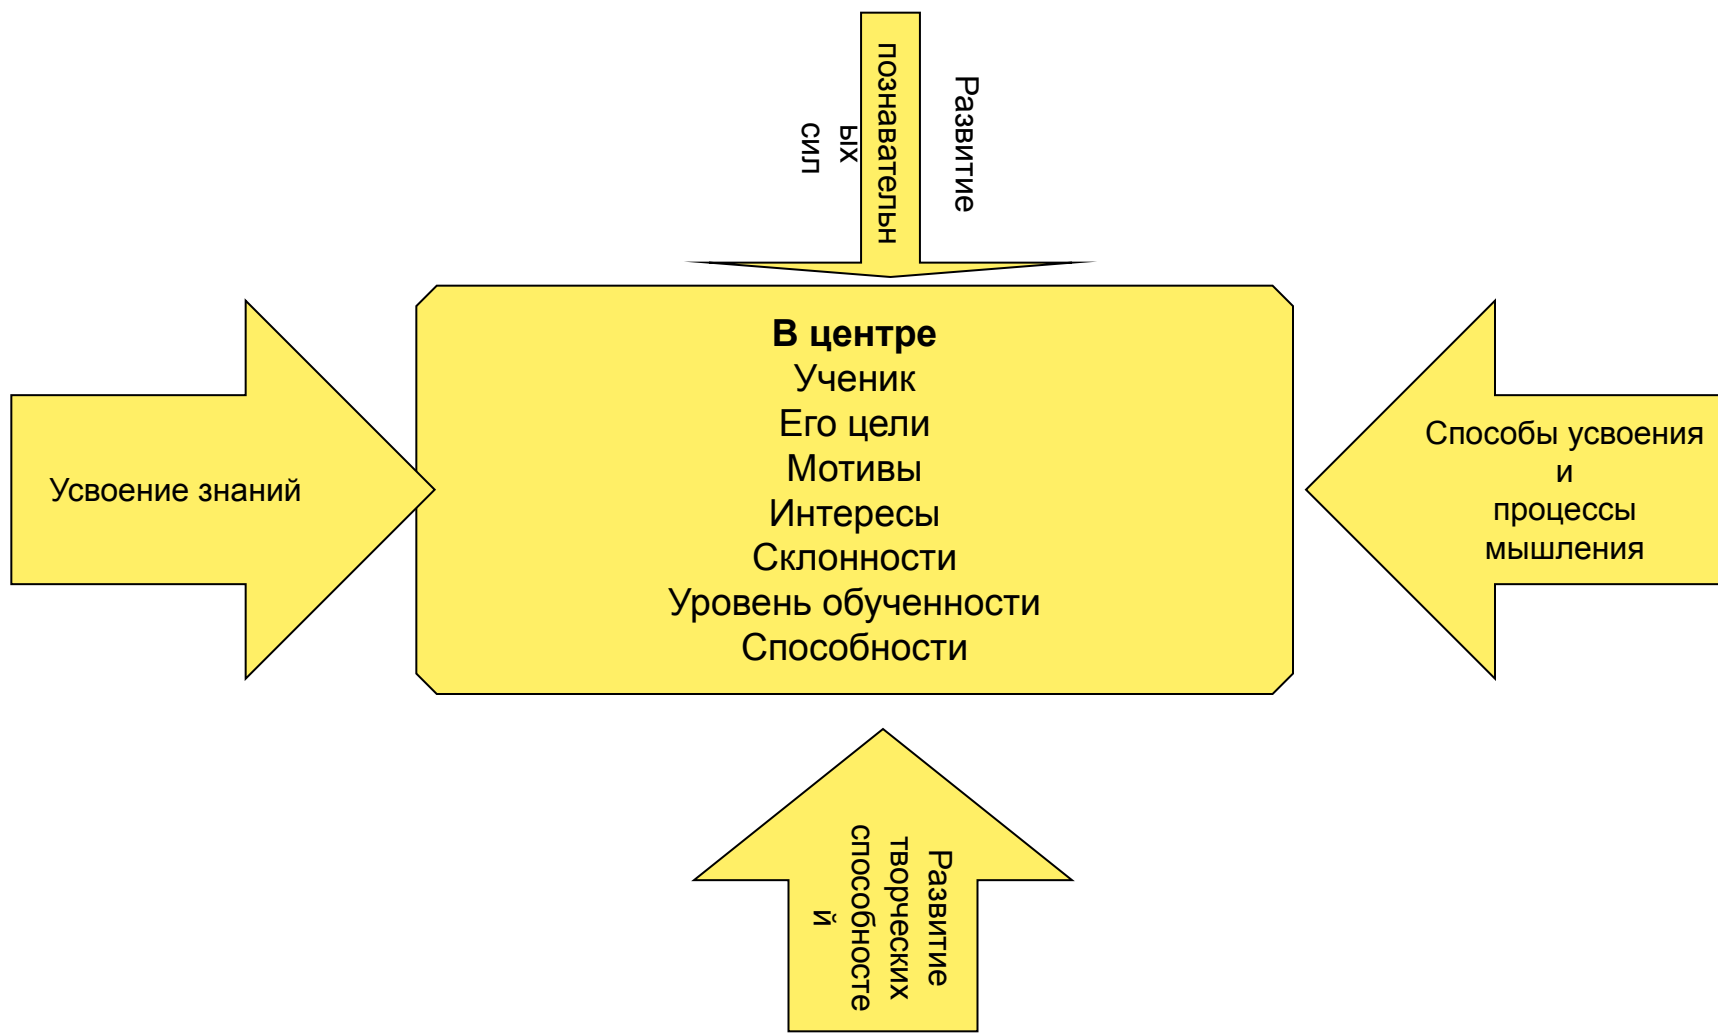 Развитие
познавательн
ых
сил
В центре
Ученик
Его цели
Мотивы
Интересы
Склонности
Уровень обученности
Способности
Усвоение знаний
Способы усвоения
и
процессы
мышления
Развитие
творческих
способносте
й